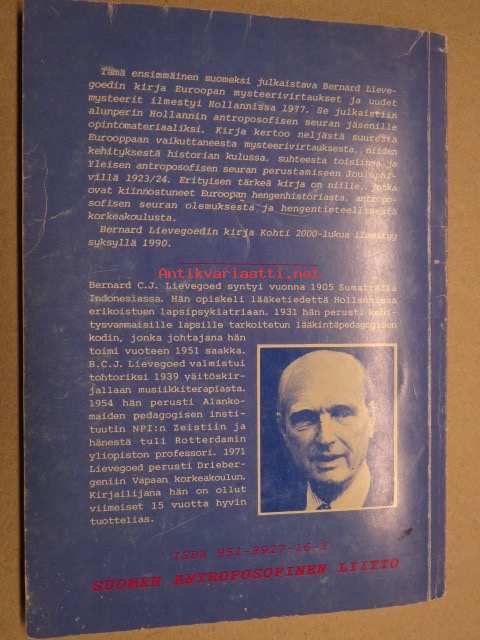 Tämä ensimmäinen suomeksi julkaistava Bernard Lieve-
goedin kirja Euroopan mysteerivirtaukset ja uudet
mysteerit ilmestyi Hollannissa 1977. Se julkaistiin
alunperin Hollannin antroposofisen seuran jäsenille
opintomateriaaliksi. Kirja kertoo neljästä suuresta
Eurooppaan vaikuttaneesta mysteerivirtauksesta, niiden
kehityksestä historian kulussa, suhteesta toisiinsa ja
Yleisen antroposofisen seuran perustamiseen Joulupäi-
villä 1923/24. Erityisen tärkeä kirja on niille, jotka
ovat kiinnostuneet Euroopan hengenhistoriasta, antropo-
sofisen seuran olemuksesta ja hengentieteellisestä
korkeakoulusta.
Bernard Lievegoedin kirja Kohti 2000-lukua ilmestyy
syksyllä 1990.
Antikvariaatti.net
Bernard C.J. Lievegoed syntyi vuonna 1905 Sumatralla
Indonesiassa. Hän opiskeli lääketiedettä Hollannissa
erikoistuen lapsipsykiatriaan. 1931 hän perusti kehi-
tysvammaisille lapsille tarkoitetun lääkintäpedagogisen
kodin, jonka johtajana hän
toimi vuoteen 1951 saakka.
B.C.J. Lievegoed valmistui
tohtoriksi 1939 väitöskir-
jallaan musiikkiterapiasta.
1954 hän perusti Alanko-
maiden pedagogisen insti-
tuutin NPI:n Zeistiin ja
hänestä tuli Rotterdamin
yliopiston professori. 1971
Lievegoed perusti Drieber-
geniin Vapaan korkeakoulun.
Kirjailijana hän on ollut
viimeiset 15 vuotta hyvin
tuottelias.
ISBN 951-8927-16-
SUOMEN ANTROPOSOFINEN LIITTO